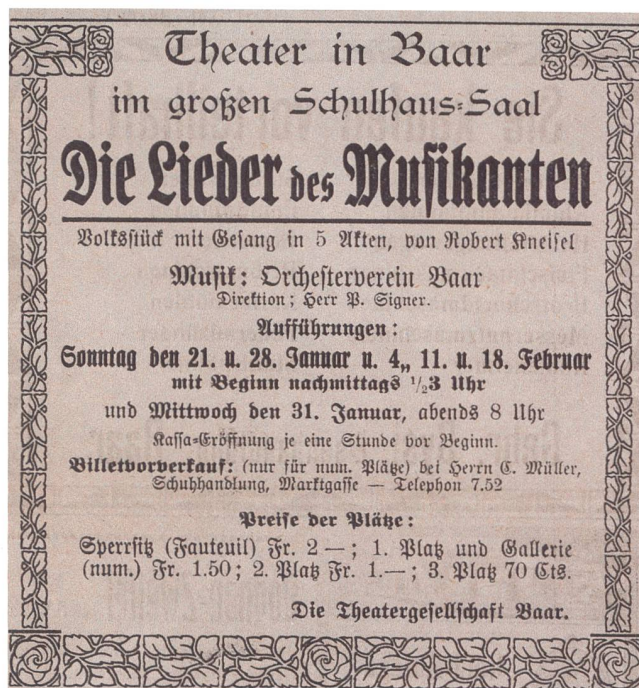 Theater in Baar
im großen Schulhaus-Saal
Die Lieder des Musikanten
Volksstück mit Gesang in 5 Akten, von Robert Kneisel
Musik: Orchesterverein Baar
Direktion; Herr P. Signer.
Aufführungen:
Sonntag den 21. u. 28. Januar u. 4., 11. u. 18. Februar
mit Beginn nachmittags ½3 Uhr
und Mittwoch den 31. Januar, abends 8 Uhr
Kassa-Eröffnung je eine Stunde vor Beginn.
Billetvorverkauf: (nur für num. Plätze) bei Herrn C. Müller,
Schuhhandlung, Marktgasse — Telephon 7.52
Preise der Plätze:
Sperrsitz (Fauteuil) Fr. 2 —; 1. Platz und Gallerie
(num.) Fr. 1.50; 2. Platz Fr. 1.—; 3. Platz 70 Cts.
Die Theatergesellschaft Baar.